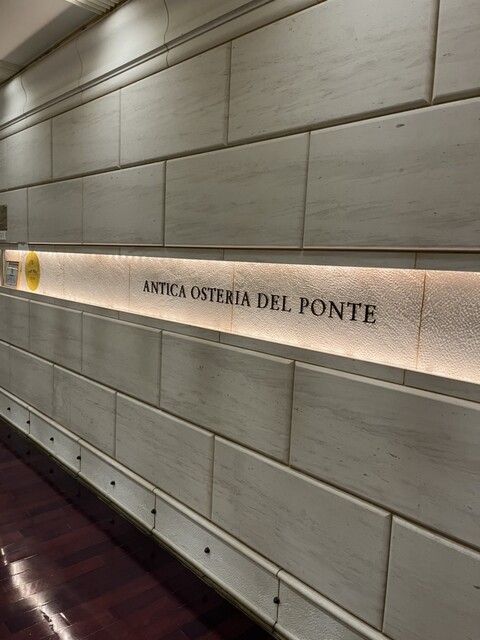 ANTICA OSTERIA DEL PONTE